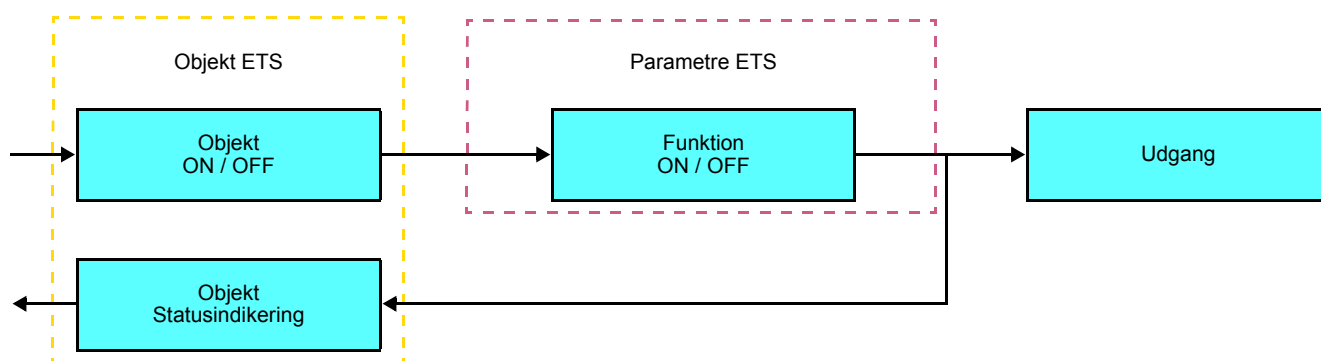 Objekt ETS
Parametre ETS
Objekt
ON / OFF
Funktion
ON / OFF
Udgang
Objekt
Statusindikering